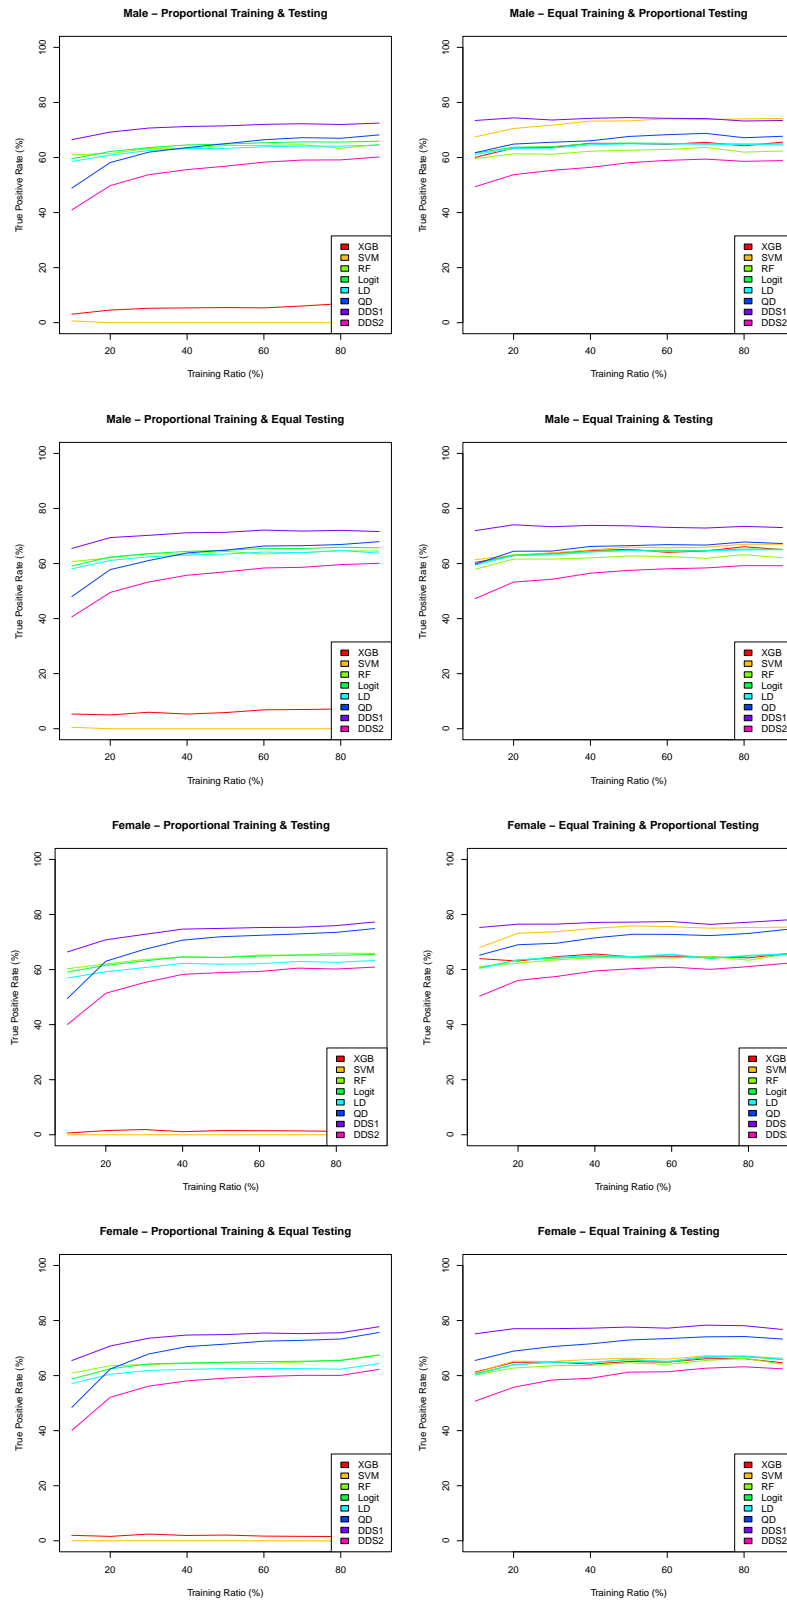 Male – Proportional Training & Testing
True Positive Rate (%)
100
80
60
40
20
0
XGB
SVM
RF
Logit
LD
QD
DDS1
DDS2
20 40 60 80
Training Ratio (%)
Male – Equal Training & Proportional Testing
True Positive Rate (%)
100
80
60
40
20
0
XGB
SVM
RF
Logit
LD
QD
DDS1
DDS2
20 40 60 80
Training Ratio (%)
Male – Proportional Training & Equal Testing
True Positive Rate (%)
100
80
60
40
20
0
XGB
SVM
RF
Logit
LD
QD
DDS1
DDS2
20 40 60 80
Training Ratio (%)
Male – Equal Training & Testing
True Positive Rate (%)
100
80
60
40
20
0
XGB
SVM
RF
Logit
LD
QD
DDS1
DDS2
20 40 60 80
Training Ratio (%)
Female – Proportional Training & Testing
True Positive Rate (%)
100
80
60
40
20
0
XGB
SVM
RF
Logit
LD
QD
DDS1
DDS2
20 40 60 80
Training Ratio (%)
Female – Equal Training & Proportional Testing
True Positive Rate (%)
100
80
60
40
20
0
XGB
SVM
RF
Logit
LD
QD
DDS
DDS2
20 40 60 80
Training Ratio (%)
Female – Proportional Training & Equal Testing
True Positive Rate (%)
100
80
60
40
20
0
XGB
SVM
RF
Logit
LD
QD
DDS1
DDS2
20 40 60 80
Training Ratio (%)
Female – Equal Training & Testing
True Positive Rate (%)
100
80
60
40
20
0
XGB
SVM
RF
Logit
LD
QD
DDS1
DDS2
20 40 60 80
Training Ratio (%)